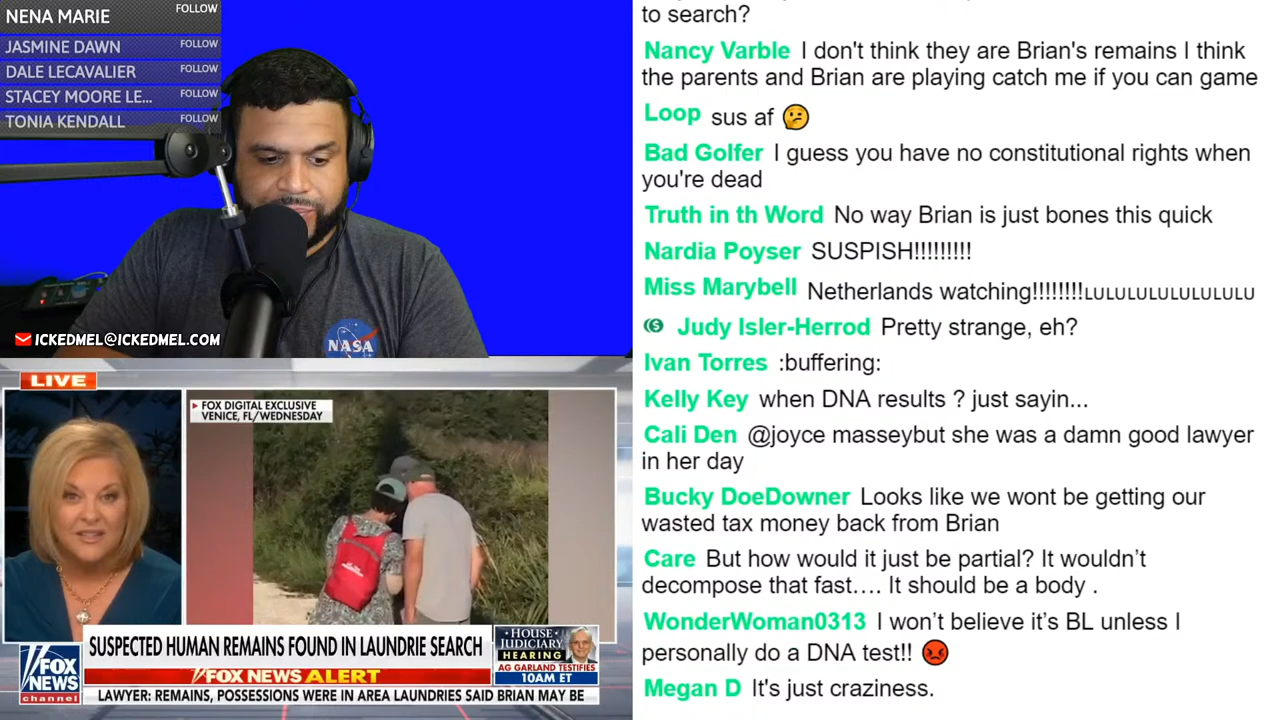 NENA MARIE FOLLOW
JASMINE DAWN FOLLOW
DALE LECAVALIER FOLLOW
STACEY MOORE LE... FOLLOW
TONIA KENDALL FOLLOW
NASA
ICKEDMEL@ICKEDMEL.COM
LIVE
FOX DIGITAL EXCLUSIVE
VENICE, FL/WEDNESDAY
SUSPECTED HUMAN REMAINS FOUND IN LAUNDRIE SEARCH
HOUSE
JUDICIARY
HEARING
AG GARLAND TESTIFIES
10AM ET
FOX
NEWS
channel
FOX NEWS ALERT
LAWYER: REMAINS, POSSESSIONS WERE IN AREA LAUNDRIES SAID BRIAN MAY BE
to search?
Nancy Varble I don't think they are Brian's remains I think
the parents and Brian are playing catch me if you can game
Loop sus af 🤔
Bad Golfer I guess you have no constitutional rights when
you're dead
Truth in th Word No way Brian is just bones this quick
Nardia Poyser SUSPISH!!!!!!!!!
Miss Marybell Netherlands watching!!!!!!!!ʟᴜʟᴜʟᴜʟᴜʟᴜʟᴜʟᴜʟᴜʟᴜ
Judy Isler-Herrod Pretty strange, eh?
Ivan Torres :buffering:
Kelly Key when DNA results ? just sayin...
Cali Den @joyce masseybut she was a damn good lawyer
in her day
Bucky DoeDowner Looks like we wont be getting our
wasted tax money back from Brian
Care But how would it just be partial? It wouldn’t
decompose that fast…. It should be a body .
WonderWoman0313 I won’t believe it’s BL unless I
personally do a DNA test!! 😡
Megan D It's just craziness.